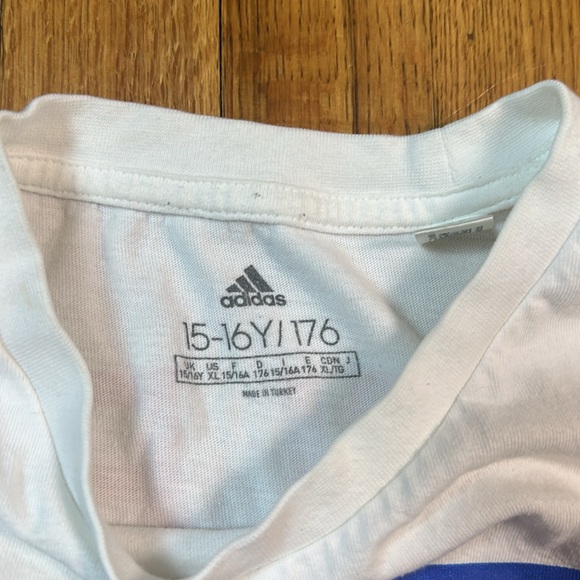 adidas
15-16Y/176
UK US F D I E CDN J
15/16Y XL 15/16A 176 15/16A 176 XL/TG
MADE IN TURKEY